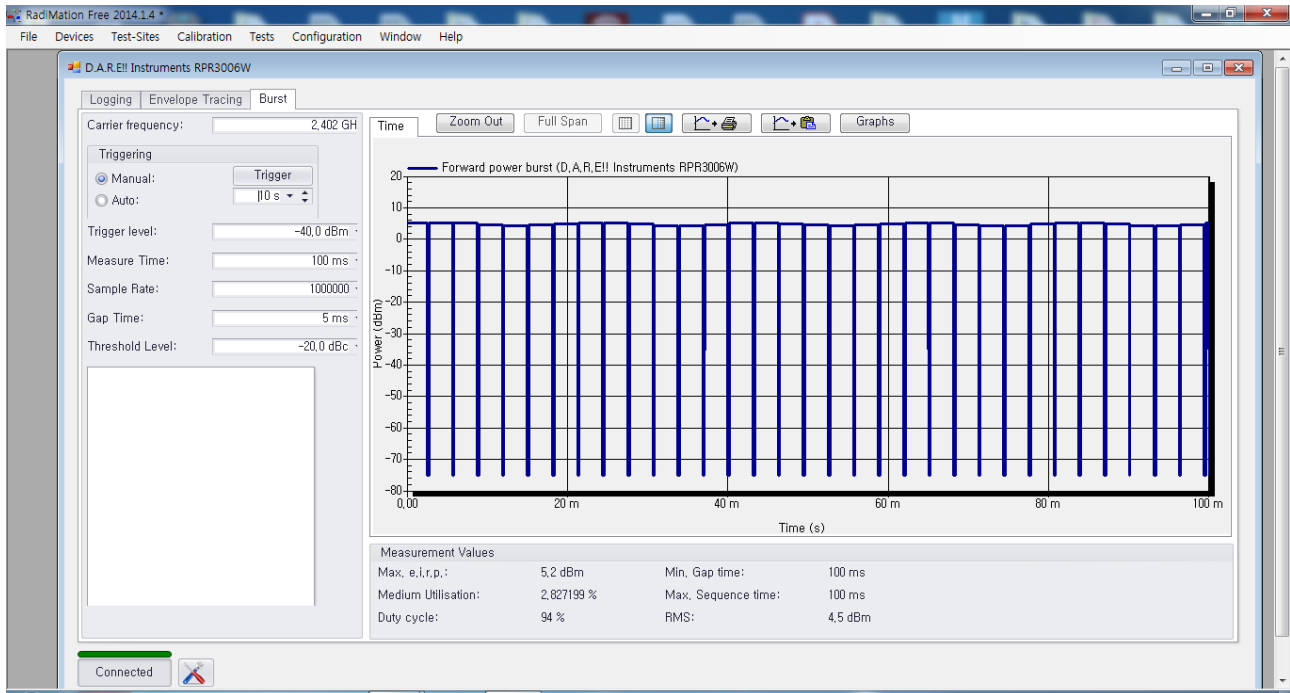 RadiMation Free 2014.1.4 *
File Devices Test-Sites Calibration Tests Configuration Window Help
D.A.R.E!! Instruments RPR3006W
Logging Envelope Tracing Burst
Carrier frequency: 2,402 GH
Triggering
Manual: Trigger
Auto: 10 s
Trigger level: -40,0 dBm
Measure Time: 100 ms
Sample Rate: 1000000
Gap Time: 5 ms
Threshold Level: -20,0 dBc
Time Zoom Out Full Span Graphs
Forward power burst (D,A,R,E!! Instruments RPR3006W)
Power (dBm)
20
10
0
-10
-20
-30
-40
-50
-60
-70
-80
0,00 20 m 40 m 60 m 80 m 100 m
Time (s)
Measurement Values
Max, e,i,r,p,: 5,2 dBm Min, Gap time: 100 ms
Medium Utilisation: 2,827199 % Max, Sequence time: 100 ms
Duty cycle: 94 % RMS: 4,5 dBm
Connected